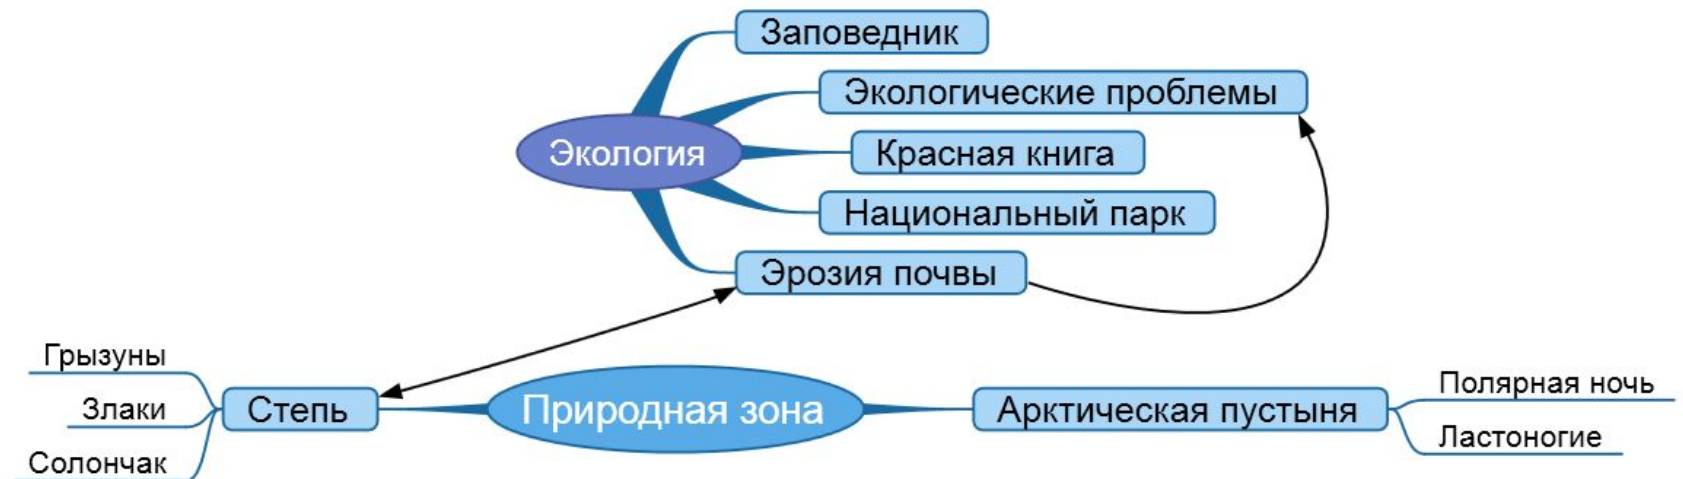 Заповедник
Экологические проблемы
Экология
Красная книга
Национальный парк
Эрозия почвы
Грызуны
Злаки
Солончак
Степь
Природная зона
Арктическая пустыня
Полярная ночь
Ластоногие